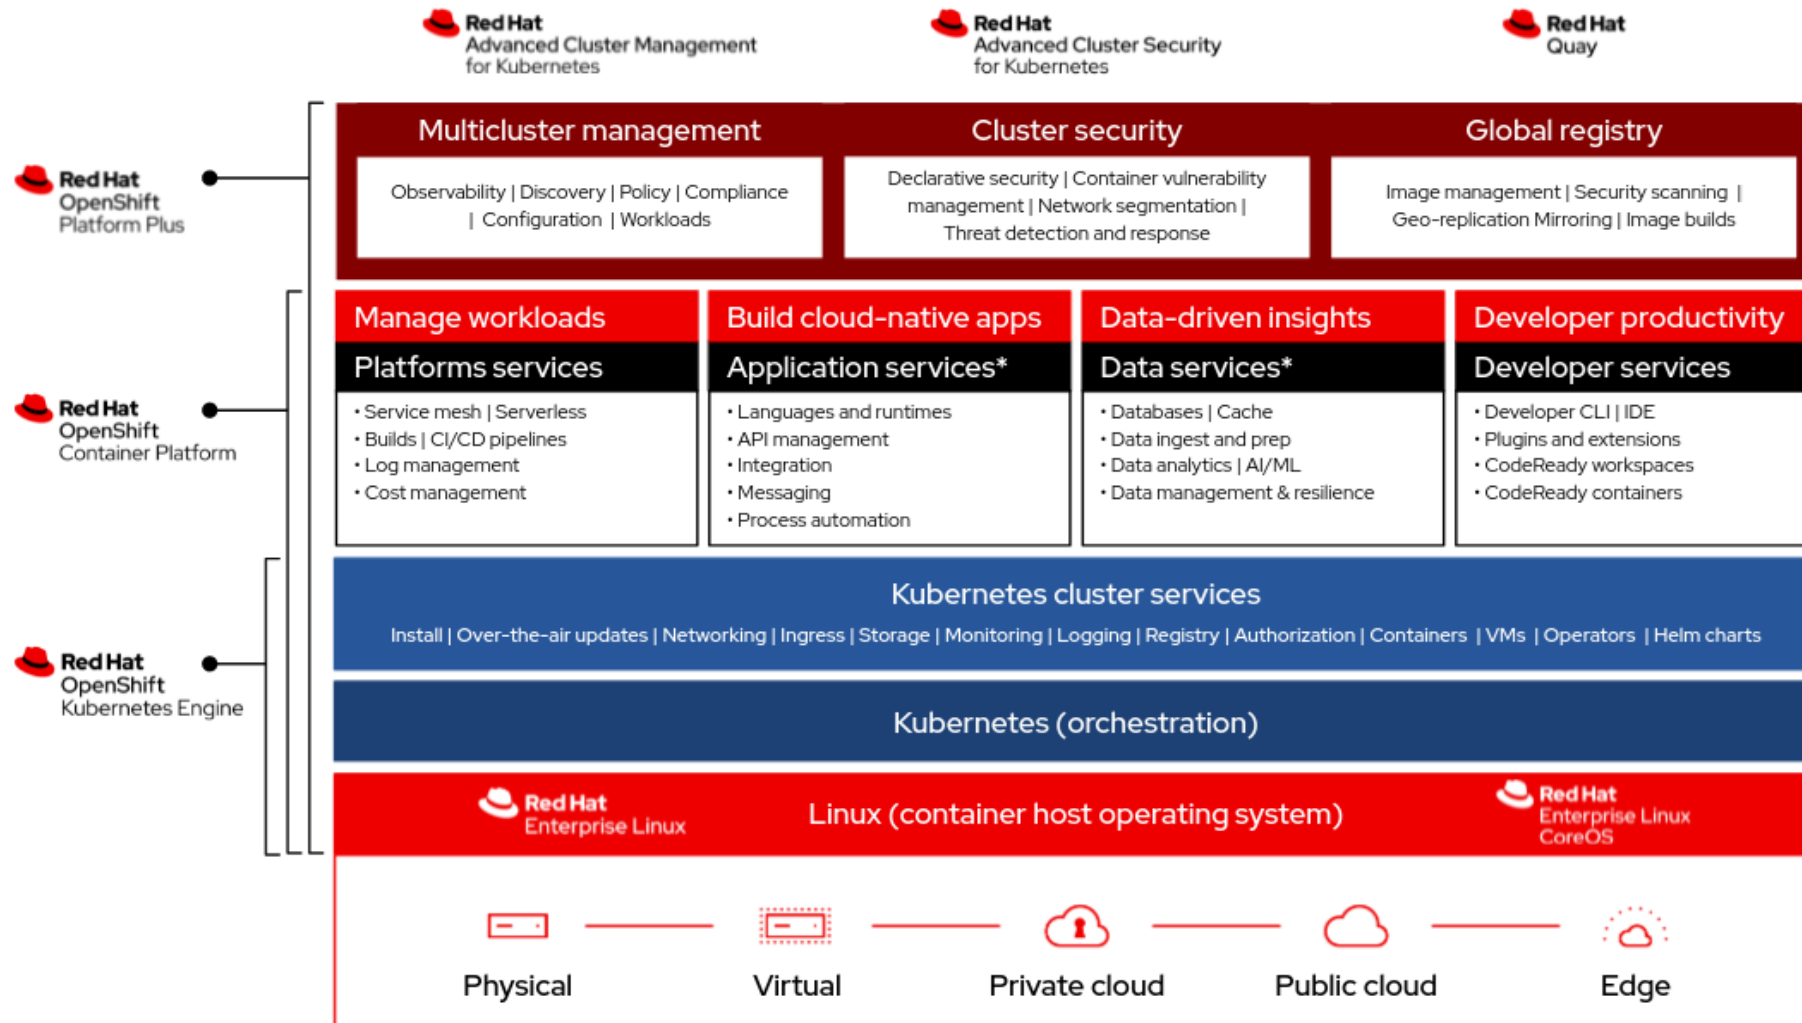 Red Hat
Advanced Cluster Management
for Kubernetes
Red Hat
Advanced Cluster Security
for Kubernetes
Red Hat
Quay
Red Hat
OpenShift
Platform Plus
Multicluster management
Observability | Discovery | Policy | Compliance
| Configuration | Workloads
Cluster security
Declarative security | Container vulnerability
management | Network segmentation |
Threat detection and response
Global registry
Image management | Security scanning |
Geo-replication Mirroring | Image builds
Red Hat
OpenShift
Container Platform
Manage workloads
Platforms services
• Service mesh | Serverless
• Builds | CI/CD pipelines
• Log management
• Cost management
Build cloud-native apps
Application services*
• Languages and runtimes
• API management
• Integration
• Messaging
• Process automation
Data-driven insights
Data services*
• Databases | Cache
• Data ingest and prep
• Data analytics | AI/ML
• Data management & resilience
Developer productivity
Developer services
• Developer CLI | IDE
• Plugins and extensions
• CodeReady workspaces
• CodeReady containers
Red Hat
OpenShift
Kubernetes Engine
Kubernetes cluster services
Install | Over-the-air updates | Networking | Ingress | Storage | Monitoring | Logging | Registry | Authorization | Containers | VMs | Operators | Helm charts
Kubernetes (orchestration)
Red Hat
Enterprise Linux
Linux (container host operating system)
Red Hat
Enterprise Linux
CoreOS
Physical
Virtual
Private cloud
Public cloud
Edge